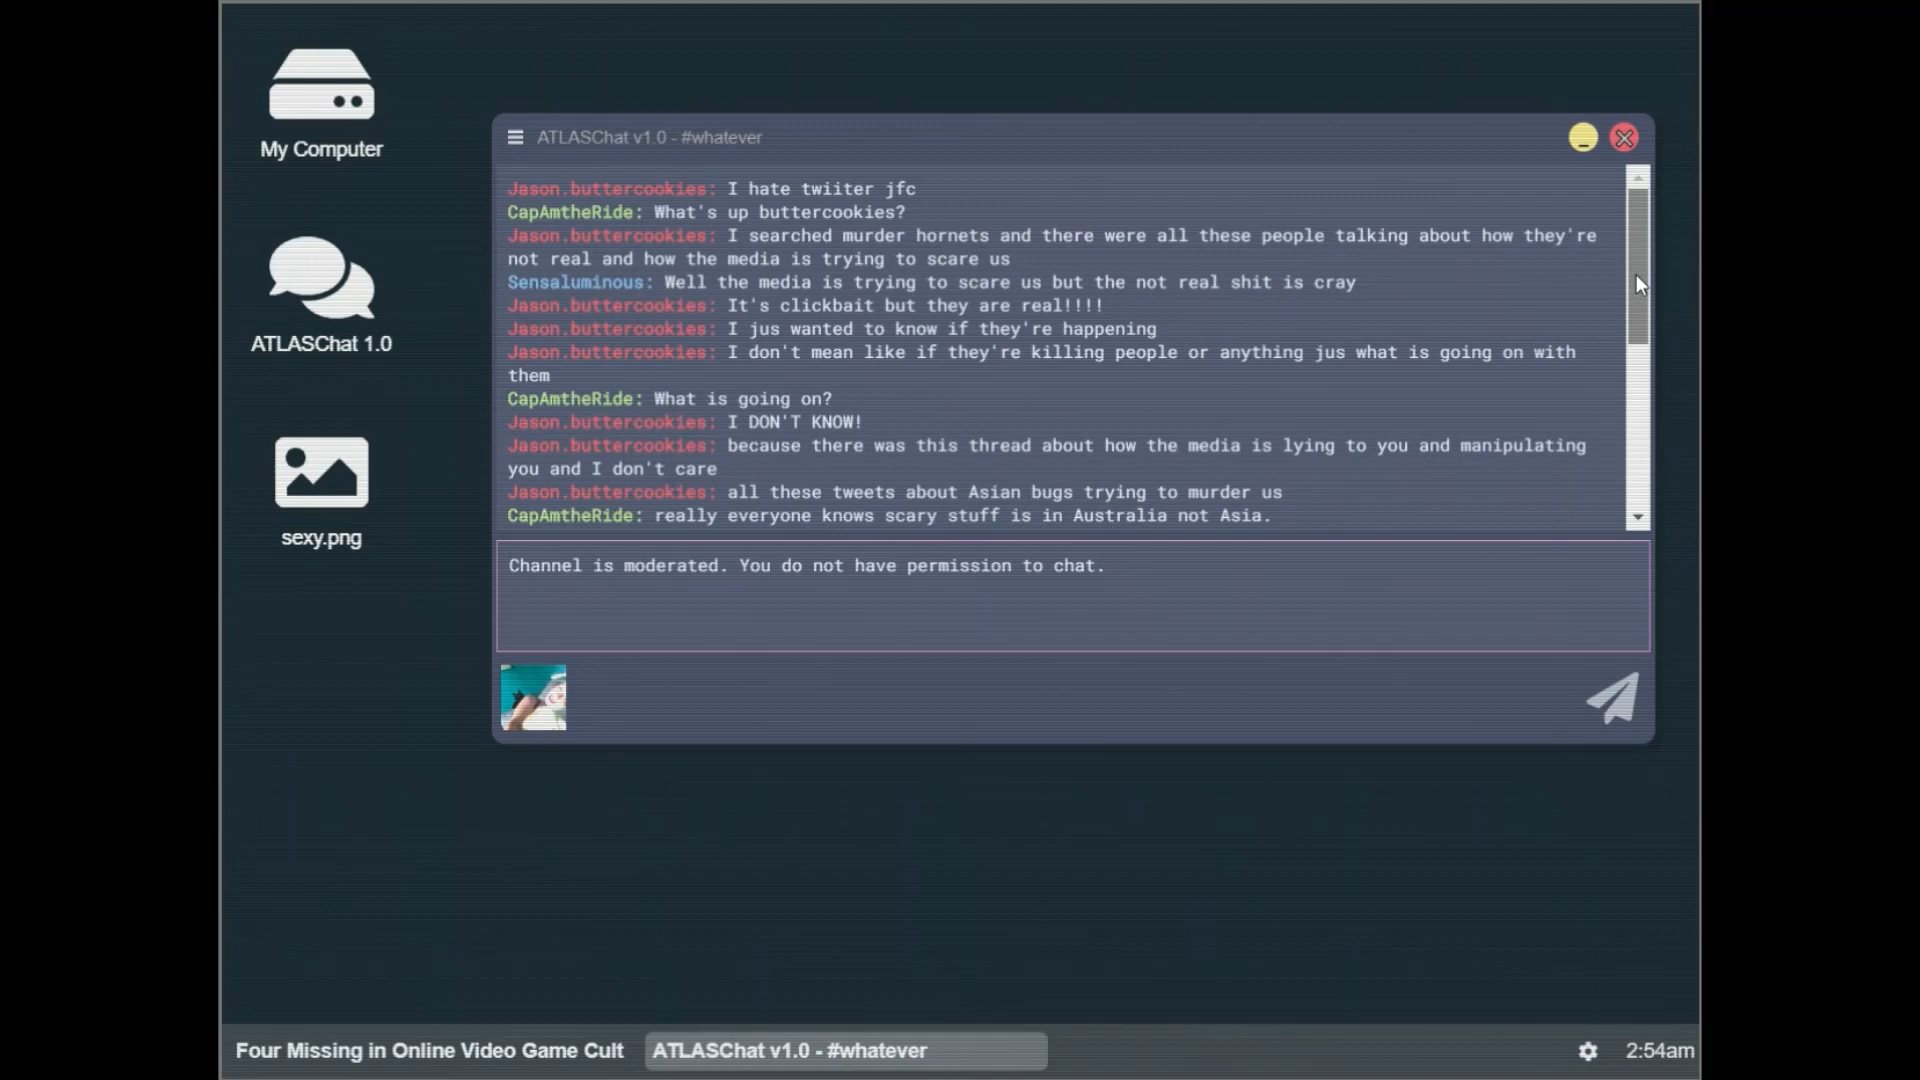 My Computer
ATLASChat 1.0
sexy.png
ATLASChat v1.0 - #whatever
Jason.buttercookies: I hate twiiter jfc
CapAmtheRide: What's up buttercookies?
Jason.buttercookies: I searched murder hornets and there were all these people talking about how they're
not real and how the media is trying to scare us
Sensaluminous: Well the media is trying to scare us but the not real shit is cray
Jason.buttercookies: It's clickbait but they are real!!!!
Jason.buttercookies: I jus wanted to know if they're happening
Jason.buttercookies: I don't mean like if they're killing people or anything jus what is going on with
them
CapAmtheRide: What is going on?
Jason.buttercookies: I DON'T KNOW!
Jason.buttercookies: because there was this thread about how the media is lying to you and manipulating
you and I don't care
Jason.buttercookies: all these tweets about Asian bugs trying to murder us
CapAmtheRide: really everyone knows scary stuff is in Australia not Asia.
Channel is moderated. You do not have permission to chat.
Four Missing in Online Video Game Cult
ATLASChat v1.0 - #whatever
2:54am